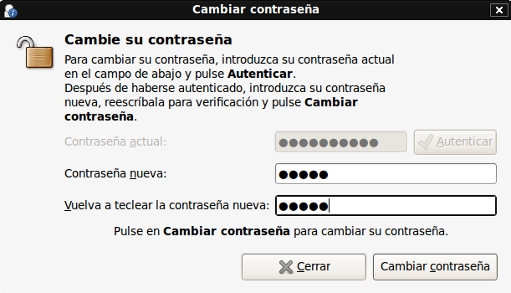 Cambiar contraseña
Cambie su contraseña
Para cambiar su contraseña, introduzca su contraseña actual
en el campo de abajo y pulse Autenticar.
Después de haberse autenticado, introduzca su contraseña
nueva, reescríbala para verificación y pulse Cambiar
contraseña.
Contraseña actual: ●●●●●●●●●● Autenticar
Contraseña nueva: ●●●●●
Vuelva a teclear la contraseña nueva: ●●●●●
Pulse en Cambiar contraseña para cambiar su contraseña.
Cerrar Cambiar contraseña